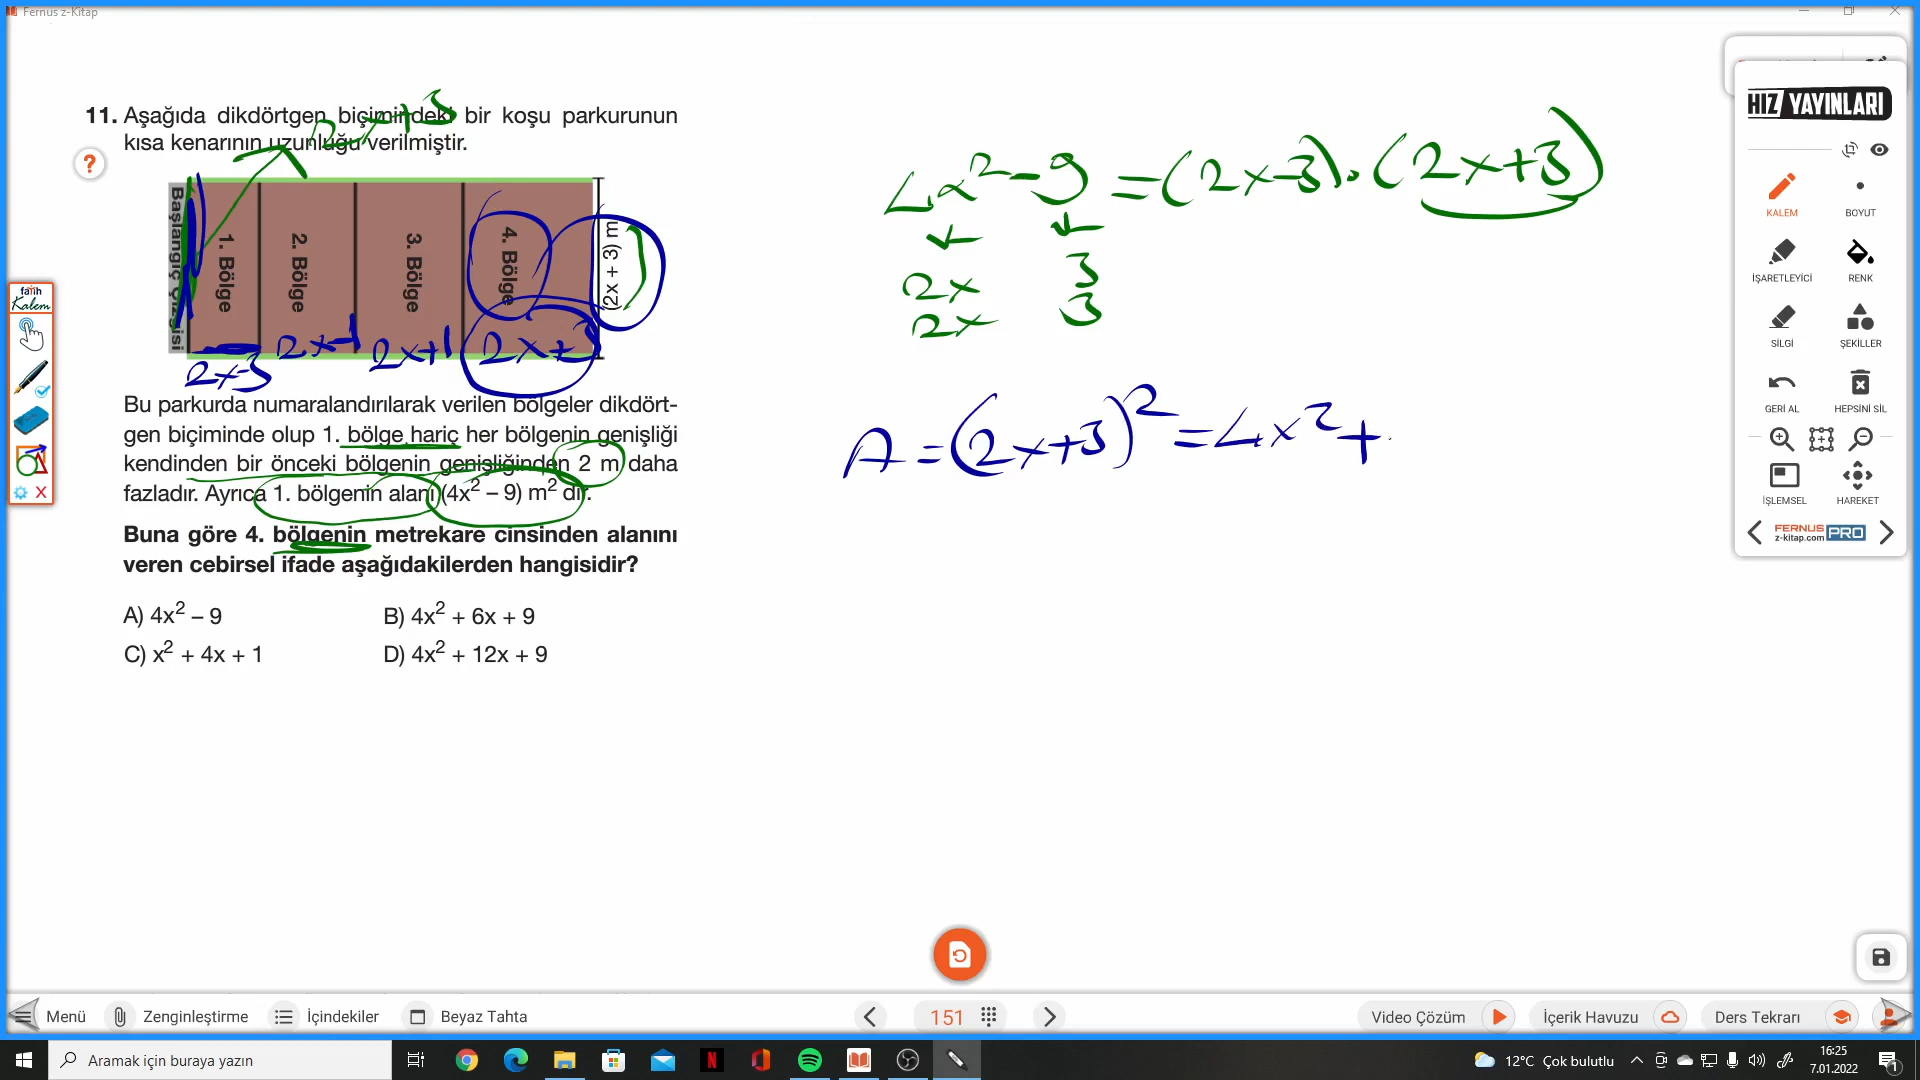 Fernus z-Kitap
11. Aşağıda dikdörtgen biçimindeki bir koşu parkurunun
kısa kenarının uzunluğu verilmiştir.
2x+3
Başlangıç Çizgisi
1. Bölge
2. Bölge
3. Bölge
4. Bölge
(2x + 3) m
2x-3
2x-1
2x+1
2x+3
Bu parkurda numaralandırılarak verilen bölgeler dikdört-
gen biçiminde olup 1. bölge hariç her bölgenin genişliği
kendinden bir önceki bölgenin genişliğinden 2 m daha
fazladır. Ayrıca 1. bölgenin alanı (4x² – 9) m² dir.
Buna göre 4. bölgenin metrekare cinsinden alanını
veren cebirsel ifade aşağıdakilerden hangisidir?
A) 4x² – 9
B) 4x² + 6x + 9
C) x² + 4x + 1
D) 4x² + 12x + 9
4x²-9=(2x-3).(2x+3)
2x 3
2x 3
A=(2x+3)²=4x²+
fatih
Kalem
HIZ YAYINLARI
KALEM
BOYUT
İŞARETLEYİCİ
RENK
SİLGİ
ŞEKİLLER
GERİ AL
HEPSİNİ SİL
İŞLEMSEL
HAREKET
FERNUS
z-kitap.com PRO
Menü
Zenginleştirme
İçindekiler
Beyaz Tahta
151
Video Çözüm
İçerik Havuzu
Ders Tekrarı
Aramak için buraya yazın
12°C Çok bulutlu
16:25
7.01.2022
1